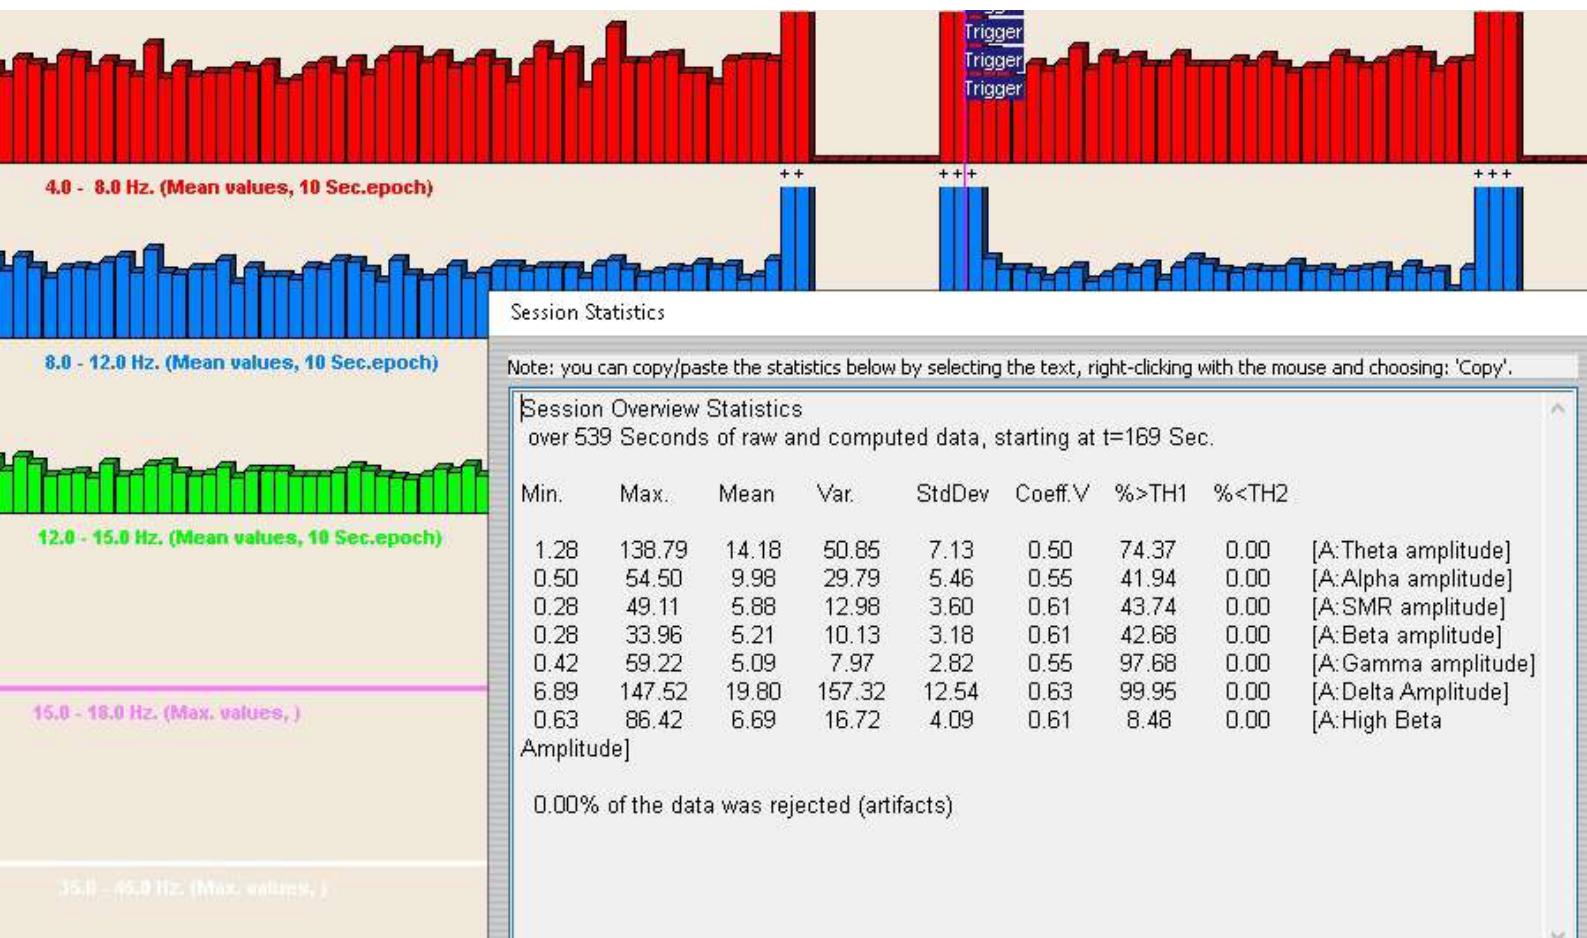 Trigger
Trigger
Trigger
4.0 - 8.0 Hz. (Mean values, 10 Sec.epoch)
++
+++
+++
8.0 - 12.0 Hz. (Mean values, 10 Sec.epoch)
12.0 - 15.0 Hz. (Mean values, 10 Sec.epoch)
15.0 - 18.0 Hz. (Max. values, )
35.0 - 45.0 Hz. (Max. values, )
Session Statistics
Note: you can copy/paste the statistics below by selecting the text, right-clicking with the mouse and choosing: 'Copy'.
Session Overview Statistics
over 539 Seconds of raw and computed data, starting at t=169 Sec.
Min. Max. Mean Var. StdDev Coeff.V %>TH1 %<TH2
1.28 138.79 14.18 50.85 7.13 0.50 74.37 0.00 [A:Theta amplitude]
0.50 54.50 9.98 29.79 5.46 0.55 41.94 0.00 [A:Alpha amplitude]
0.28 49.11 5.88 12.98 3.60 0.61 43.74 0.00 [A:SMR amplitude]
0.28 33.96 5.21 10.13 3.18 0.61 42.68 0.00 [A:Beta amplitude]
0.42 59.22 5.09 7.97 2.82 0.55 97.68 0.00 [A:Gamma amplitude]
6.89 147.52 19.80 157.32 12.54 0.63 99.95 0.00 [A:Delta Amplitude]
0.63 86.42 6.69 16.72 4.09 0.61 8.48 0.00 [A:High Beta
Amplitude]
0.00% of the data was rejected (artifacts)